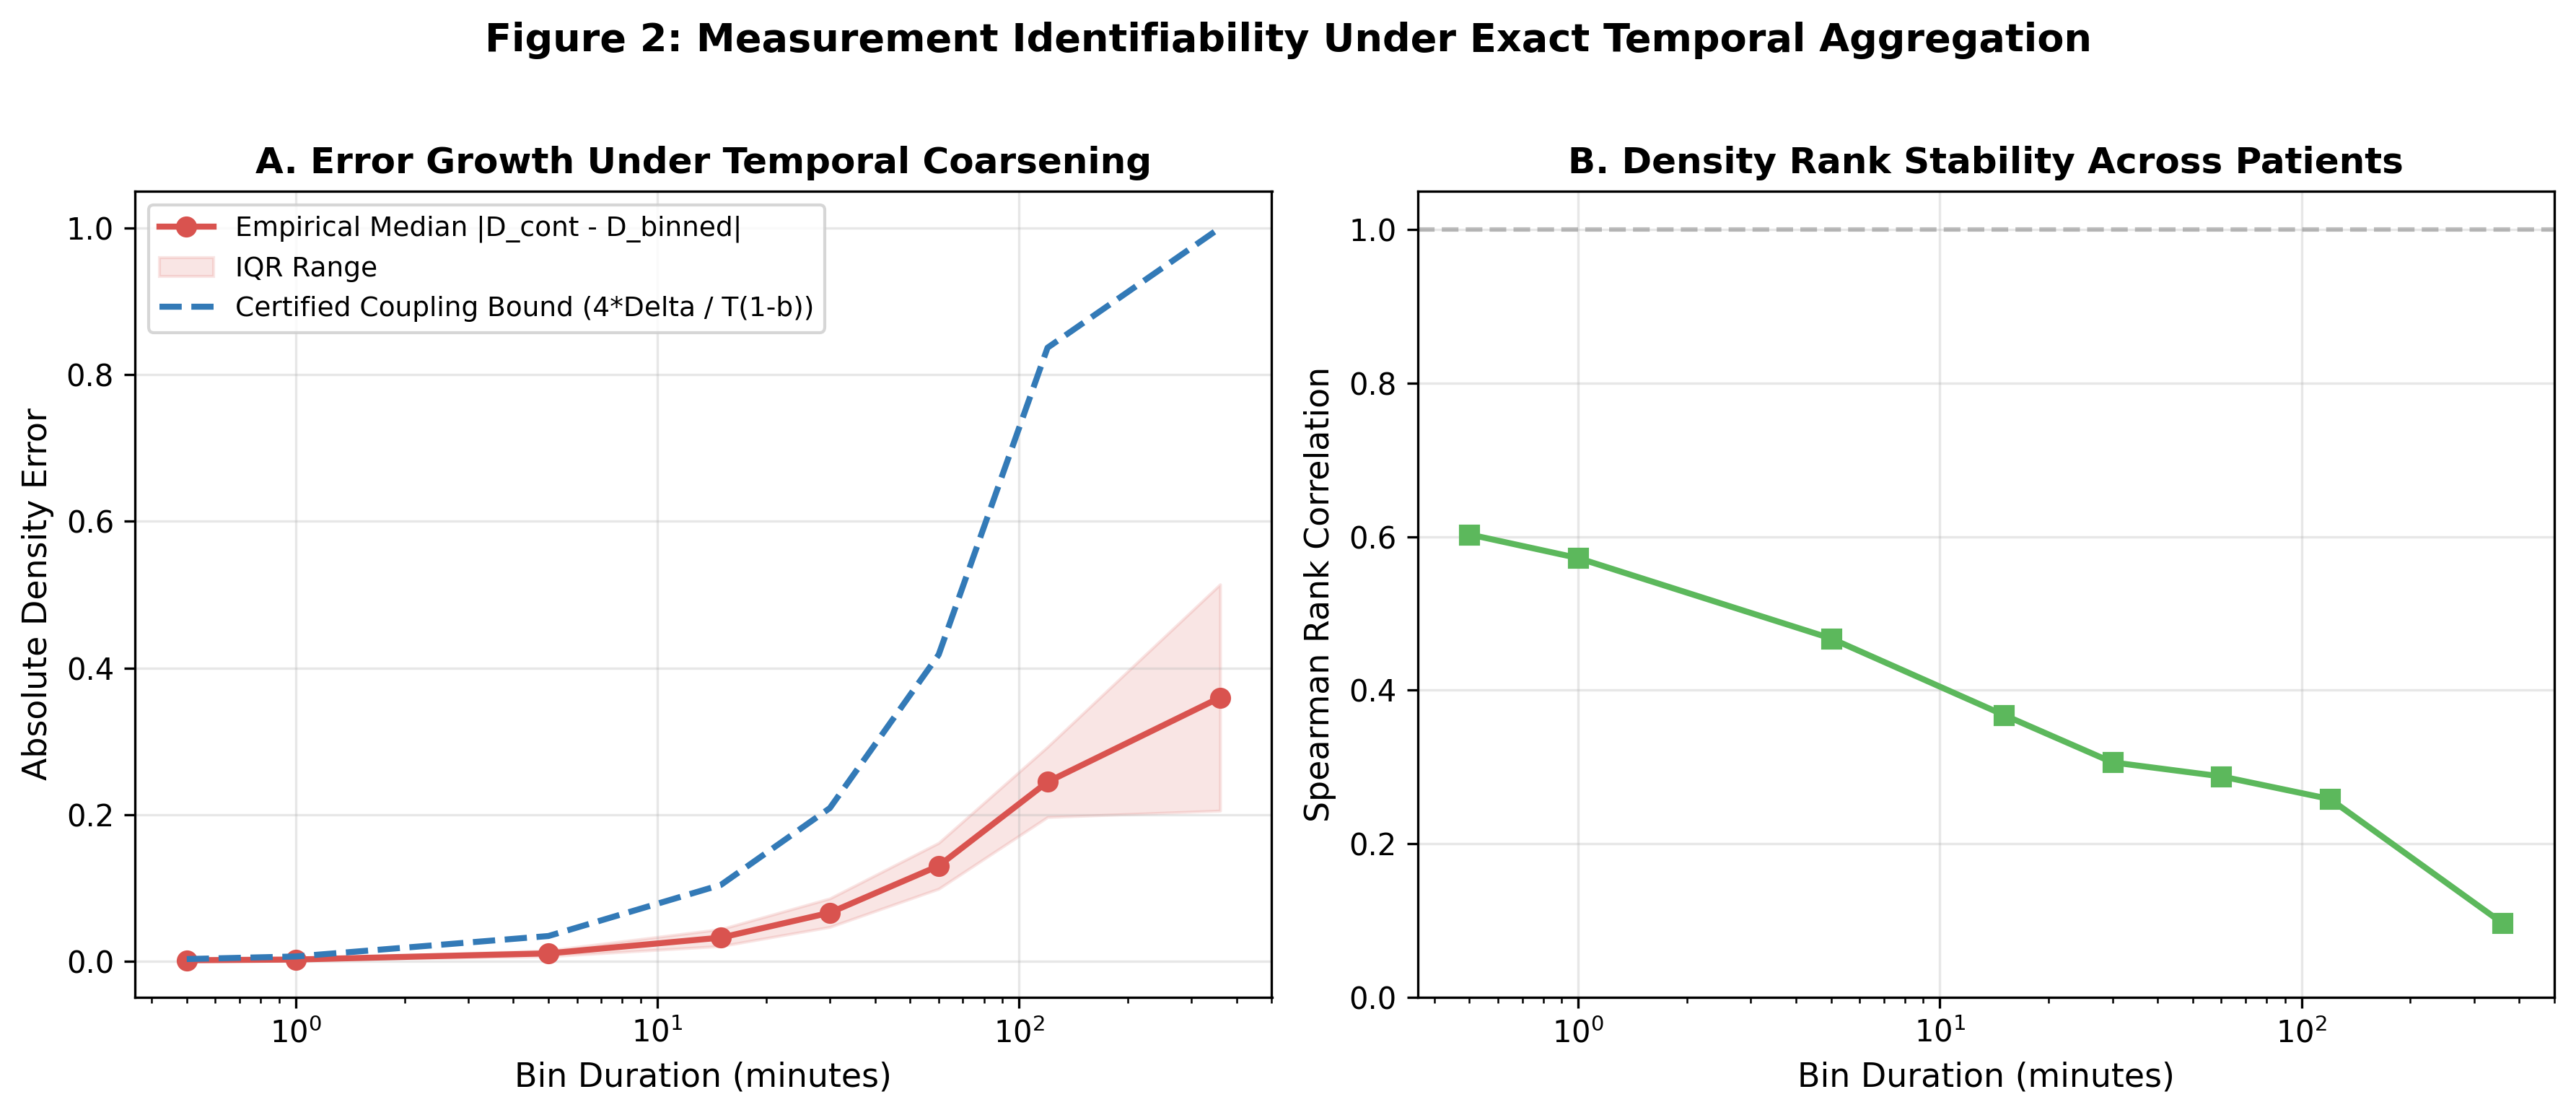 Figure 2: Measurement Identifiability Under Exact Temporal Aggregation
A. Error Growth Under Temporal Coarsening
Empirical Median |D_cont - D_binned|
IQR Range
Certified Coupling Bound (4*Delta / T(1-b))
Absolute Density Error
1.0
0.8
0.6
0.4
0.2
0.0
10⁰
10¹
10²
Bin Duration (minutes)
B. Density Rank Stability Across Patients
Spearman Rank Correlation
1.0
0.8
0.6
0.4
0.2
0.0
10⁰
10¹
10²
Bin Duration (minutes)